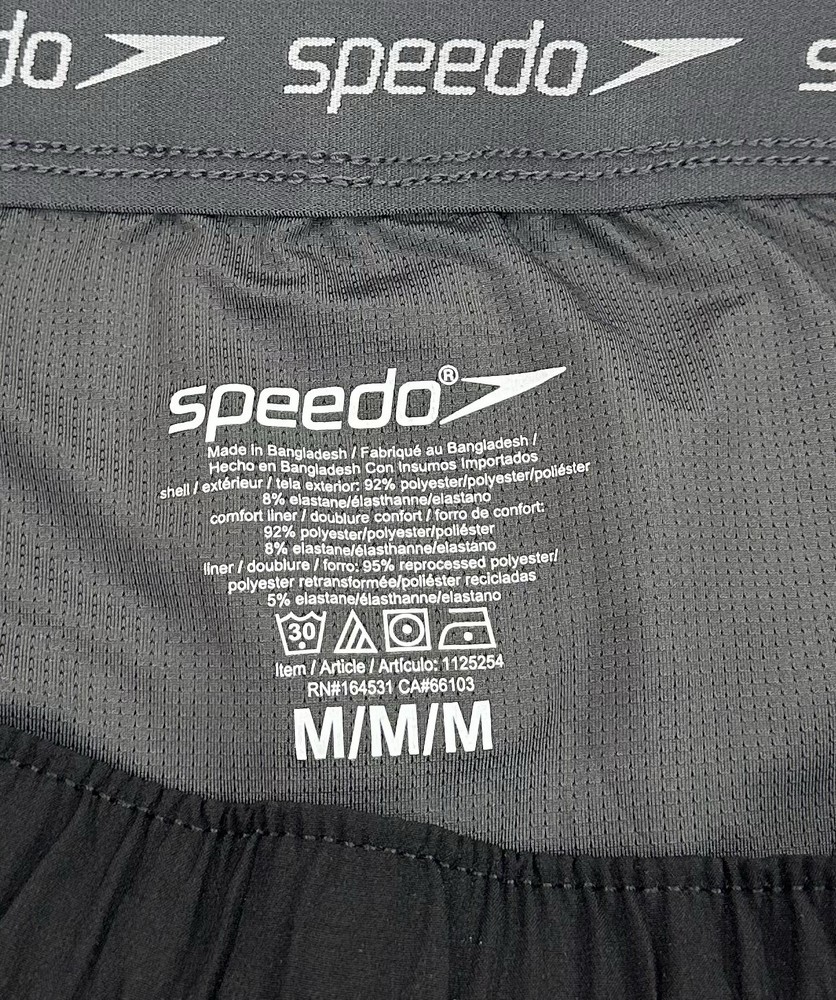 do
speedo
s
speedo®
Made in Bangladesh / Fabriqué au Bangladesh /
Hecho en Bangladesh Con Insumos Importados
shell / extérieur / tela exterior: 92% polyester/polyester/poliéster
8% elastane/élasthanne/elastano
comfort liner / doublure confort / forro de confort:
92% polyester/polyester/poliéster
8% elastane/élasthanne/elastano
liner / doublure / forro: 95% reprocessed polyester/
polyester retransformée/poliéster recicladas
5% elastane/élasthanne/elastano
30
Item / Article / Artículo: 1125254
RN#164531 CA#66103
M/M/M